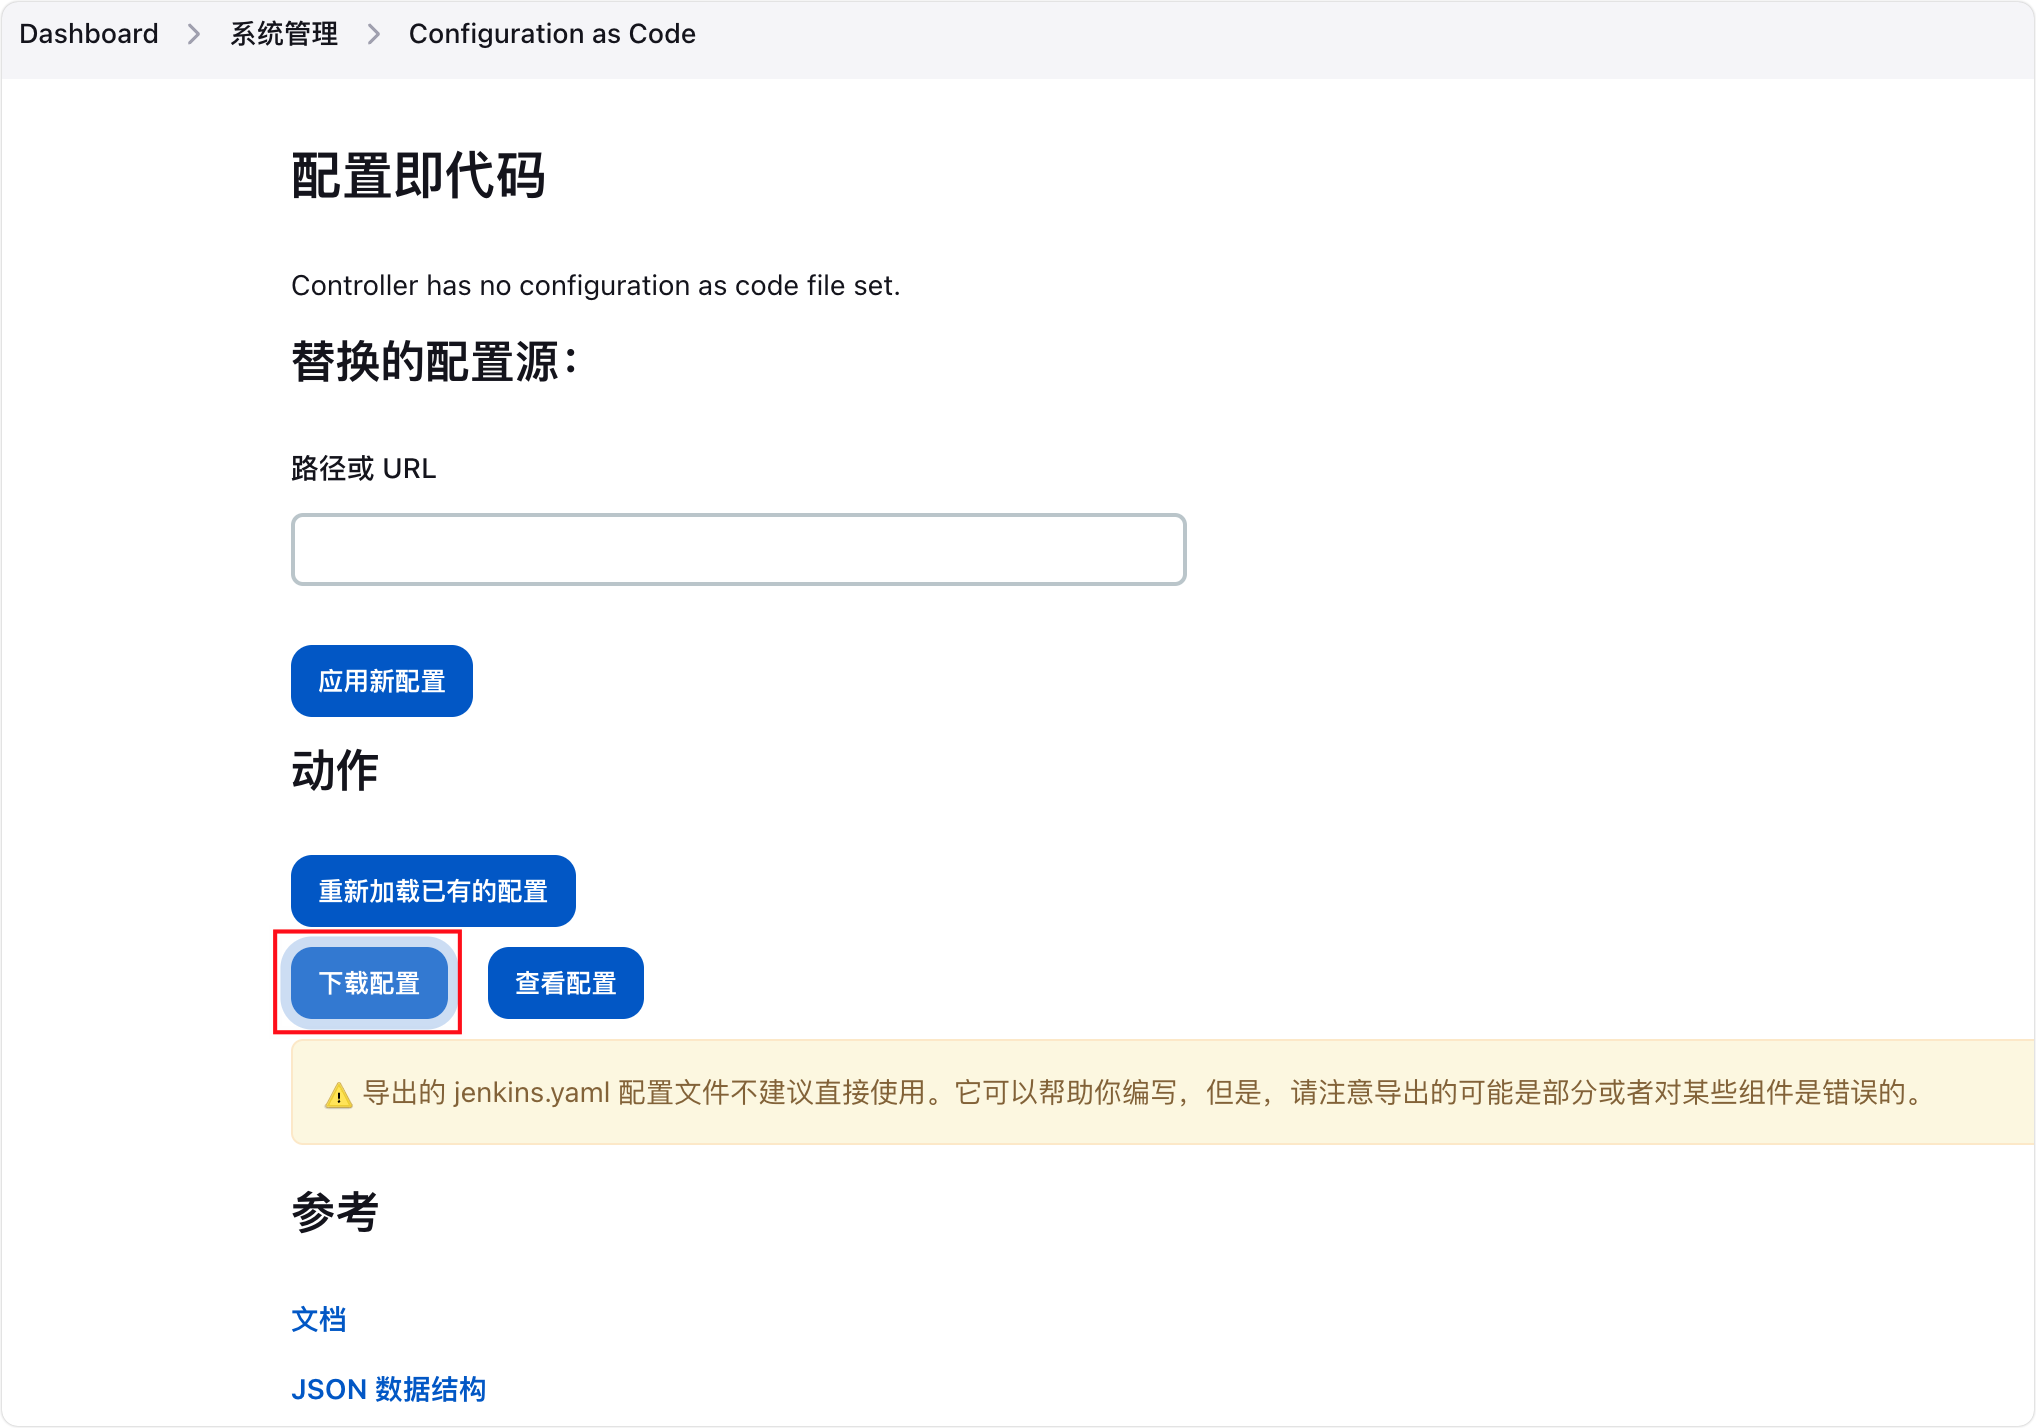 Dashboard > 系统管理 > Configuration as Code
配置即代码
Controller has no configuration as code file set.
替换的配置源：
路径或 URL
应用新配置
动作
重新加载已有的配置
下载配置 查看配置
导出的 jenkins.yaml 配置文件不建议直接使用。它可以帮助你编写，但是，请注意导出的可能是部分或者对某些组件是错误的。
参考
文档
JSON 数据结构